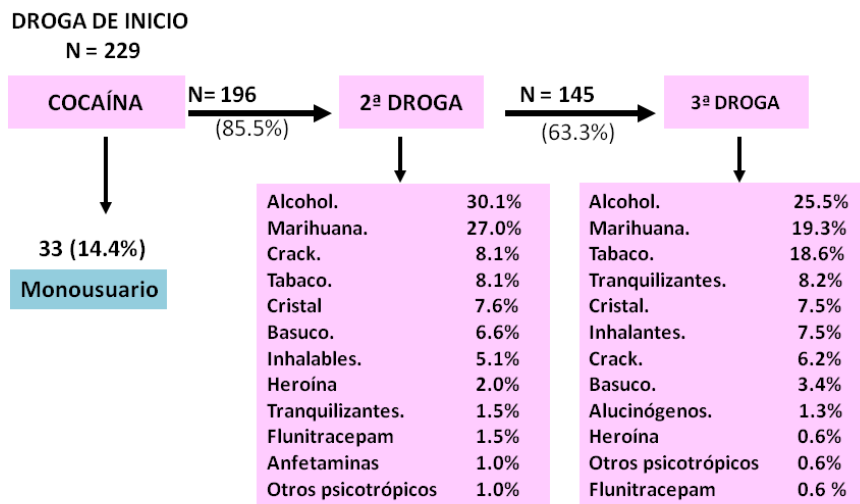 DROGA DE INICIO
N = 229
COCAÍNA
N= 196
(85.5%)
2ª DROGA
N = 145
(63.3%)
3ª DROGA
33 (14.4%)
Monousuario
Alcohol. 30.1%
Marihuana. 27.0%
Crack. 8.1%
Tabaco. 8.1%
Cristal 7.6%
Basuco. 6.6%
Inhalables. 5.1%
Heroína 2.0%
Tranquilizantes. 1.5%
Flunitracepam 1.5%
Anfetaminas 1.0%
Otros psicotrópicos 1.0%
Alcohol. 25.5%
Marihuana. 19.3%
Tabaco. 18.6%
Tranquilizantes. 8.2%
Cristal. 7.5%
Inhalantes. 7.5%
Crack. 6.2%
Basuco. 3.4%
Alucinógenos. 1.3%
Heroína 0.6%
Otros psicotrópicos 0.6%
Flunitracepam 0.6 %